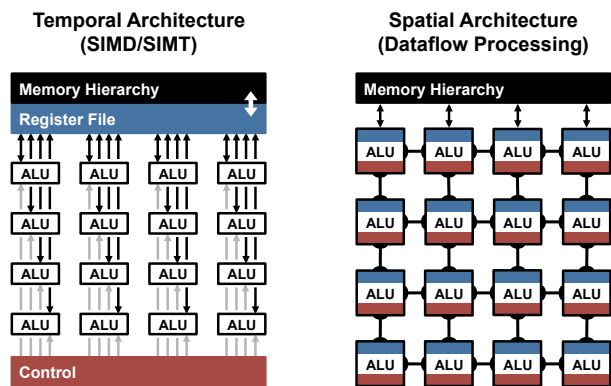 Temporal Architecture
(SIMD/SIMT)
Memory Hierarchy
Register File
ALU ALU ALU ALU
ALU ALU ALU ALU
ALU ALU ALU ALU
ALU ALU ALU ALU
Control
Spatial Architecture
(Dataflow Processing)
Memory Hierarchy
ALU ALU ALU ALU
ALU ALU ALU ALU
ALU ALU ALU ALU
ALU ALU ALU ALU